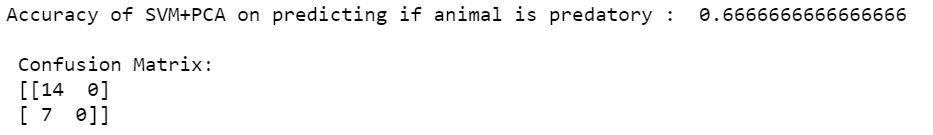 Accuracy of SVM+PCA on predicting if animal is predatory :  0.6666666666666666
Confusion Matrix:
[[14  0]
[ 7  0]]